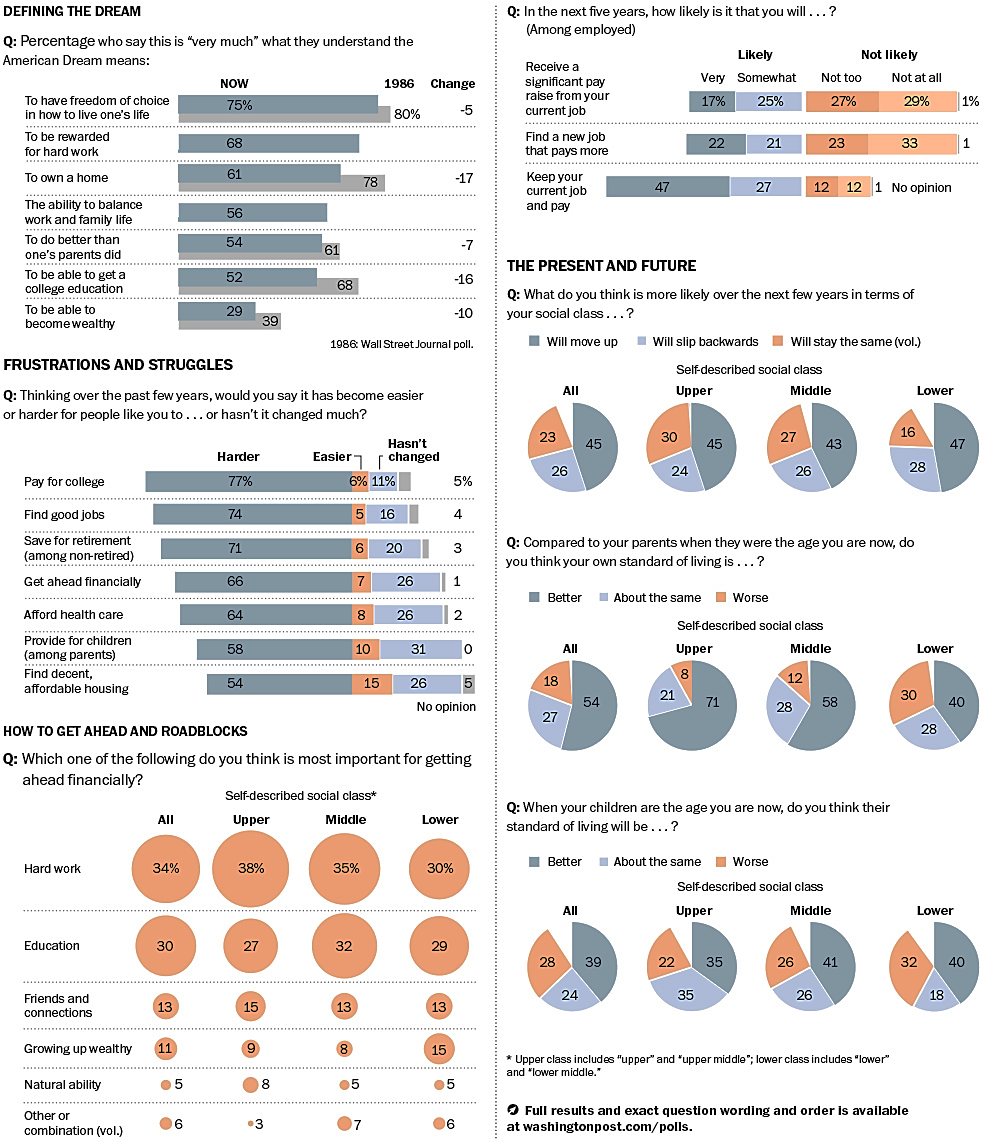 DEFINING THE DREAM
Q: Percentage who say this is “very much” what they understand the
American Dream means:
NOW 1986 Change
To have freedom of choice
in how to live one’s life
75% 80% -5
To be rewarded
for hard work
68
To own a home 61 78 -17
The ability to balance
work and family life
56
To do better than
one’s parents did
54 61 -7
To be able to get a
college education
52 68 -16
To be able to
become wealthy
29 39 -10
1986: Wall Street Journal poll.
FRUSTRATIONS AND STRUGGLES
Q: Thinking over the past few years, would you say it has become easier
or harder for people like you to . . . or hasn’t it changed much?
Harder Easier Hasn’t
changed
Pay for college 77% 6% 11% 5%
Find good jobs 74 5 16 4
Save for retirement
(among non-retired)
71 6 20 3
Get ahead financially 66 7 26 1
Afford health care 64 8 26 2
Provide for children
(among parents)
58 10 31 0
Find decent,
affordable housing
54 15 26 5
No opinion
HOW TO GET AHEAD AND ROADBLOCKS
Q: Which one of the following do you think is most important for getting
ahead financially?
Self-described social class*
All Upper Middle Lower
Hard work 34% 38% 35% 30%
Education 30 27 32 29
Friends and
connections
13 15 13 13
Growing up wealthy 11 9 8 15
Natural ability 5 8 5 5
Other or
combination (vol.)
6 3 7 6
Q: In the next five years, how likely is it that you will . . . ?
(Among employed)
Likely Not likely
Very Somewhat Not too Not at all
Receive a
significant pay
raise from your
current job
17% 25% 27% 29% 1%
Find a new job
that pays more
22 21 23 33 1
Keep your
current job
and pay
47 27 12 12 1 No opinion
THE PRESENT AND FUTURE
Q: What do you think is more likely over the next few years in terms of
your social class . . . ?
Will move up Will slip backwards Will stay the same (vol.)
Self-described social class
All Upper Middle Lower
23 45 26
30 45 24
27 43 26
16 47 28
Q: Compared to your parents when they were the age you are now, do
you think your own standard of living is . . . ?
Better About the same Worse
Self-described social class
All Upper Middle Lower
18 54 27
8 21 71
12 58 28
30 40 28
Q: When your children are the age you are now, do you think their
standard of living will be . . . ?
Better About the same Worse
Self-described social class
All Upper Middle Lower
28 39 24
22 35 35
26 41 26
32 40 18
* Upper class includes “upper” and “upper middle”; lower class includes “lower”
and “lower middle.”
Full results and exact question wording and order is available
at washingtonpost.com/polls.